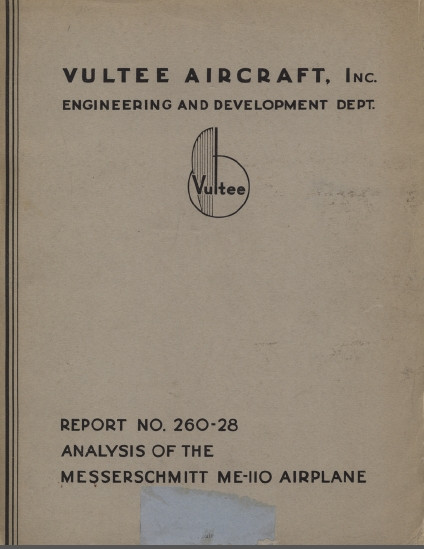 VULTEE AIRCRAFT, INC.
ENGINEERING AND DEVELOPMENT DEPT.
Vultee
REPORT NO. 260-28
ANALYSIS OF THE
MESSERSCHMITT ME-110 AIRPLANE